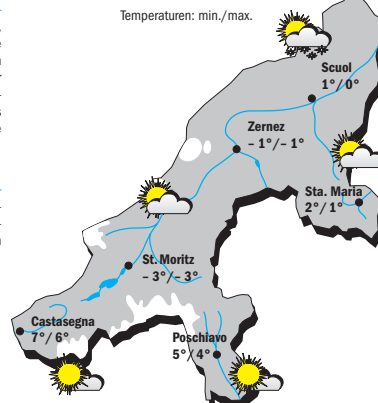 Temperaturen: min./max.
Scuol
1°/0°
Zernez
– 1°/– 1°
Sta. Maria
2°/1°
St. Moritz
– 3°/– 3°
Castasegna
7°/6°
Poschiavo
5°/4°